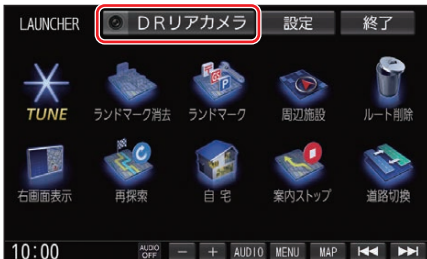 LAUNCHER DRリアカメラ 設定 終了
TUNE ランドマーク消去 ランドマーク 周辺施設 ルート削除
右画面表示 再探索 自宅 案内ストップ 道路切換
10:00 AUDIO OFF － ＋ AUDIO MENU MAP